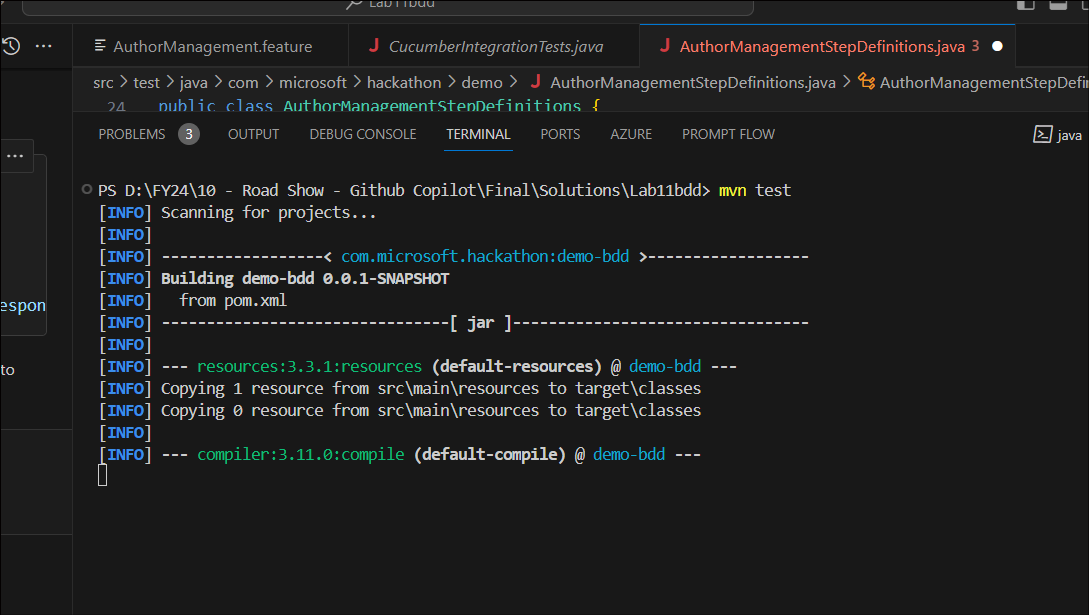 Lab11bdd
AuthorManagement.feature
CucumberIntegrationTests.java
AuthorManagementStepDefinitions.java 3
src > test > java > com > microsoft > hackathon > demo > AuthorManagementStepDefinitions.java > AuthorManagementStepDefi
24 public class AuthorManagementStepDefinitions {
PROBLEMS 3 OUTPUT DEBUG CONSOLE TERMINAL PORTS AZURE PROMPT FLOW java
espon
to
PS D:\FY24\10 - Road Show - Github Copilot\Final\Solutions\Lab11bdd> mvn test
[INFO] Scanning for projects...
[INFO]
[INFO] ------------------< com.microsoft.hackathon:demo-bdd >------------------
[INFO] Building demo-bdd 0.0.1-SNAPSHOT
[INFO]   from pom.xml
[INFO] --------------------------------[ jar ]---------------------------------
[INFO]
[INFO] --- resources:3.3.1:resources (default-resources) @ demo-bdd ---
[INFO] Copying 1 resource from src\main\resources to target\classes
[INFO] Copying 0 resource from src\main\resources to target\classes
[INFO]
[INFO] --- compiler:3.11.0:compile (default-compile) @ demo-bdd ---